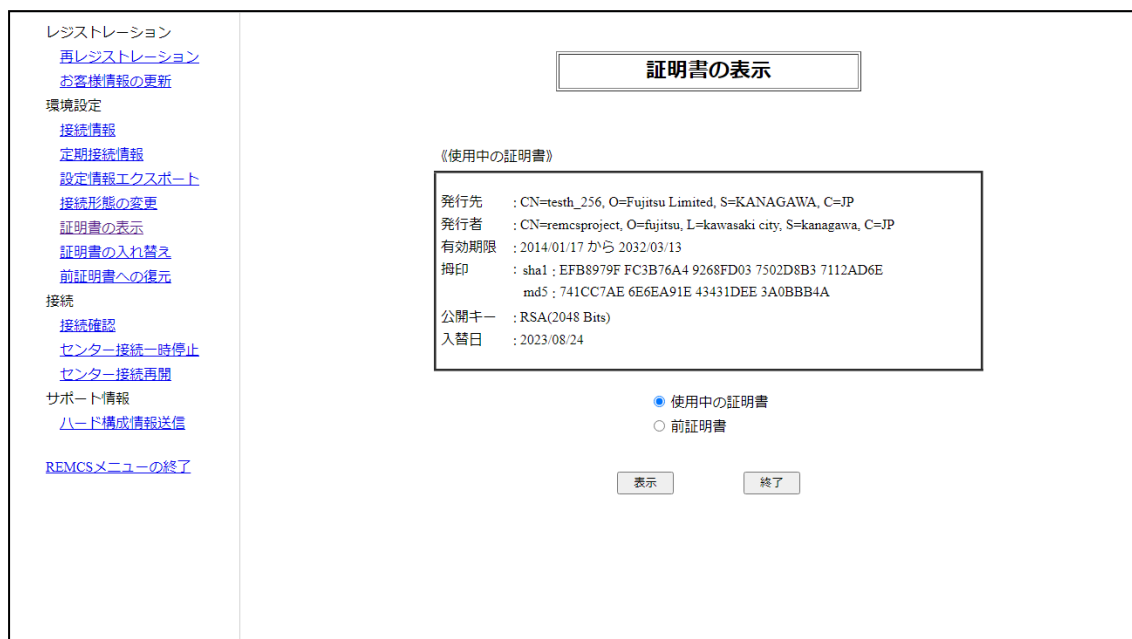 レジストレーション
再レジストレーション
お客様情報の更新
環境設定
接続情報
定期接続情報
設定情報エクスポート
接続形態の変更
証明書の表示
証明書の入れ替え
前証明書への復元
接続
接続確認
センター接続一時停止
センター接続再開
サポート情報
ハード構成情報送信
REMCSメニューの終了
証明書の表示
《使用中の証明書》
発行先 : CN=testh_256, O=Fujitsu Limited, S=KANAGAWA, C=JP
発行者 : CN=remcsproject, O=fujitsu, L=kawasaki city, S=kanagawa, C=JP
有効期限 : 2014/01/17 から 2032/03/13
拇印 : sha1 : EFB8979F FC3B76A4 9268FD03 7502D8B3 7112AD6E
md5 : 741CC7AE 6E6EA91E 43431DEE 3A0BBB4A
公開キー : RSA(2048 Bits)
入替日 : 2023/08/24
使用中の証明書
前証明書
表示 終了